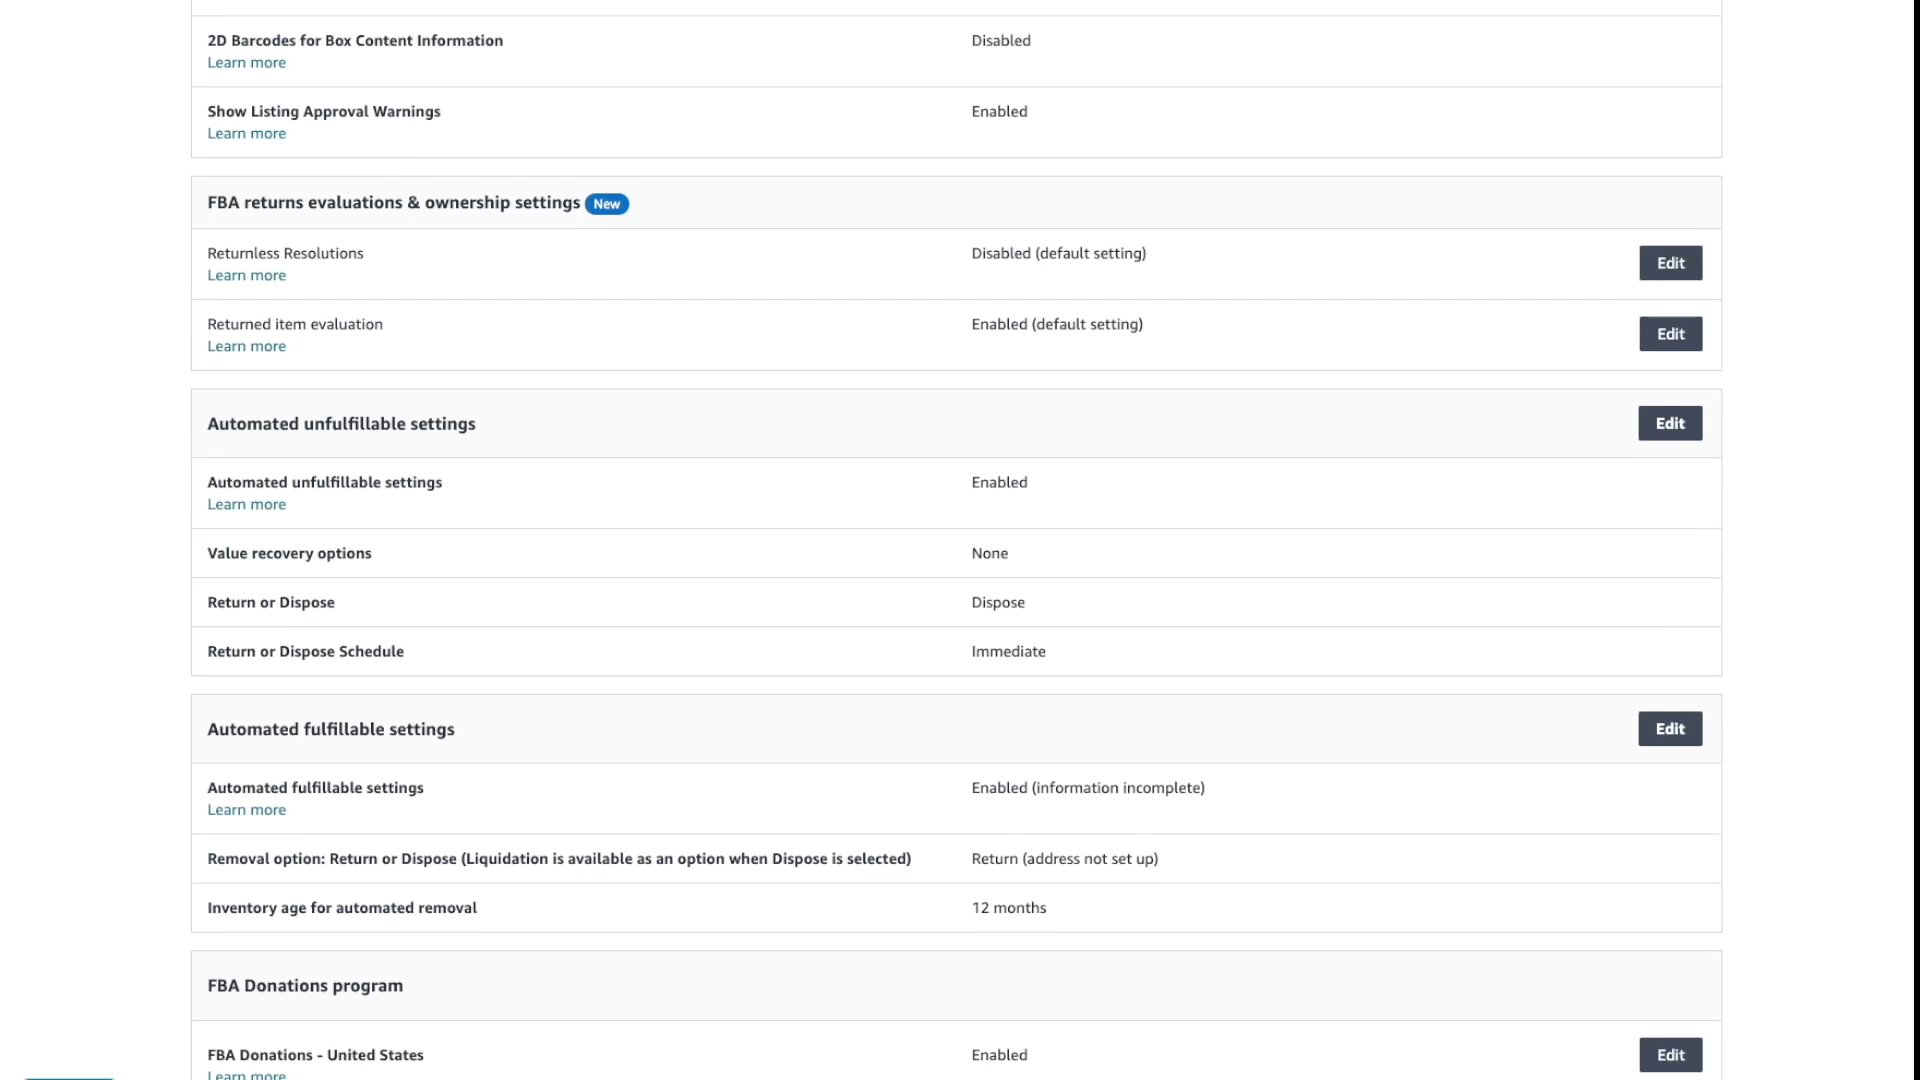 2D Barcodes for Box Content Information Disabled
Learn more
Show Listing Approval Warnings Enabled
Learn more
FBA returns evaluations & ownership settings New
Returnless Resolutions Disabled (default setting) Edit
Learn more
Returned item evaluation Enabled (default setting) Edit
Learn more
Automated unfulfillable settings Edit
Automated unfulfillable settings Enabled
Learn more
Value recovery options None
Return or Dispose Dispose
Return or Dispose Schedule Immediate
Automated fulfillable settings Edit
Automated fulfillable settings Enabled (information incomplete)
Learn more
Removal option: Return or Dispose (Liquidation is available as an option when Dispose is selected) Return (address not set up)
Inventory age for automated removal 12 months
FBA Donations program
FBA Donations - United States Enabled Edit
Learn more